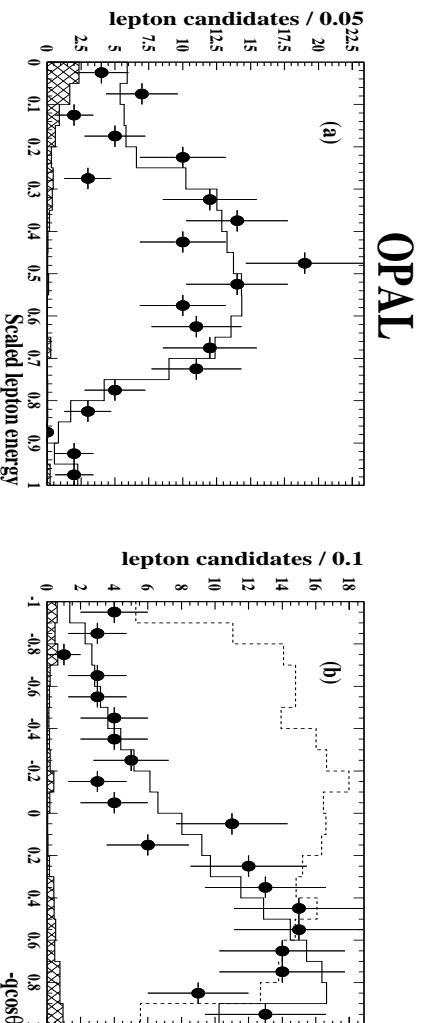 OPAL
lepton candidates / 0.05
0 2.5 5 7.5 10 12.5 15 17.5 20 22.5
(a)
0 0.1 0.2 0.3 0.4 0.5 0.6 0.7 0.8 0.9 1
Scaled lepton energy
lepton candidates / 0.1
0 2 4 6 8 10 12 14 16 18
(b)
-1 -0.8 -0.6 -0.4 -0.2 0 0.2 0.4 0.6 0.8
-qcosθ